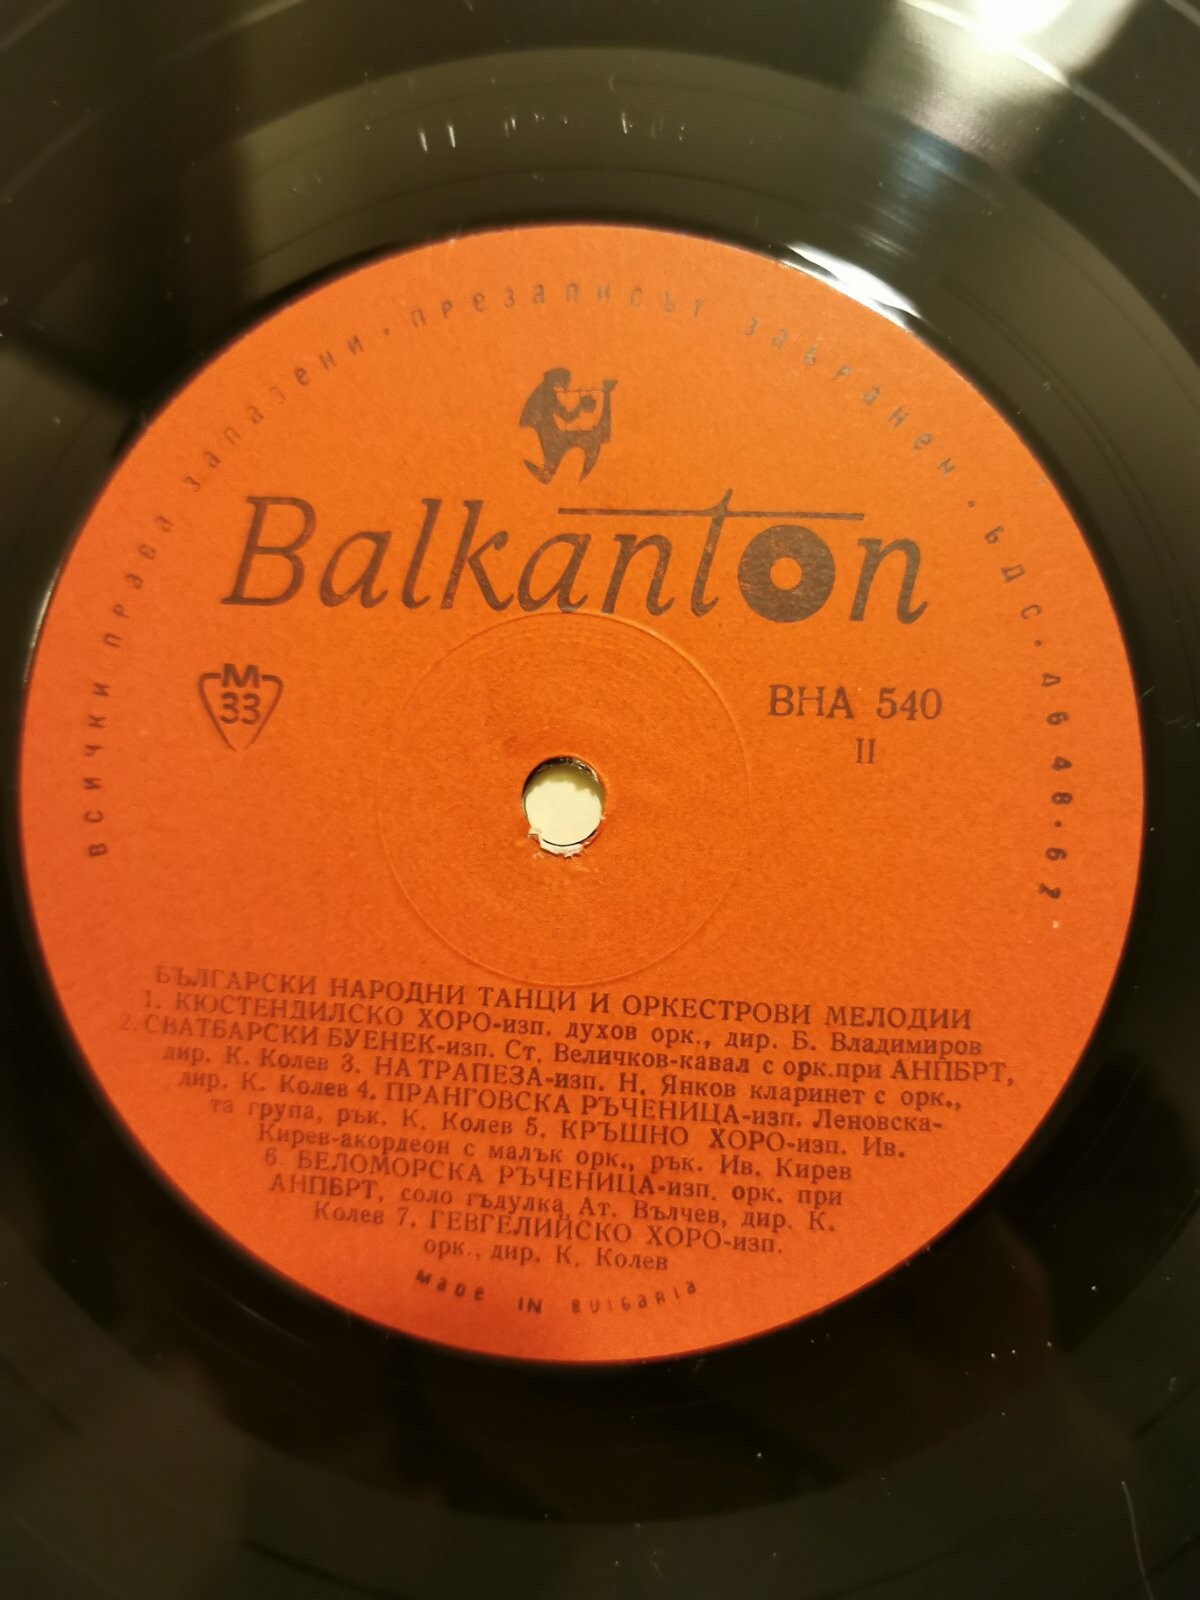 всички права запазени · презаписът забранен · бдс · 4648-62
Balkanton
М
33
ВНА 540
II
БЪЛГАРСКИ НАРОДНИ ТАНЦИ И ОРКЕСТРОВИ МЕЛОДИИ
1. КЮСТЕНДИЛСКО ХОРО-изп. духов орк., дир. Б. Владимиров
2. СВАТБАРСКИ БУЕНЕК-изп. Ст. Величков-кавал с орк.при АНПБРТ,
дир. К. Колев 3. НА ТРАПЕЗА-изп. Н. Янков кларинет с орк.,
дир. К. Колев 4. ПРАНГОВСКА РЪЧЕНИЦА-изп. Леновска-
та група, рък. К. Колев 5. КРЪШНО ХОРО-изп. Ив.
Кирев-акордеон с малък орк., рък. Ив. Кирев
6. БЕЛОМОРСКА РЪЧЕНИЦА-изп. орк. при
АНПБРТ, соло гъдулка Ат. Вълчев, дир. К.
Колев 7. ГЕВГЕЛИЙСКО ХОРО-изп.
орк., дир. К. Колев
MADE IN BULGARIA